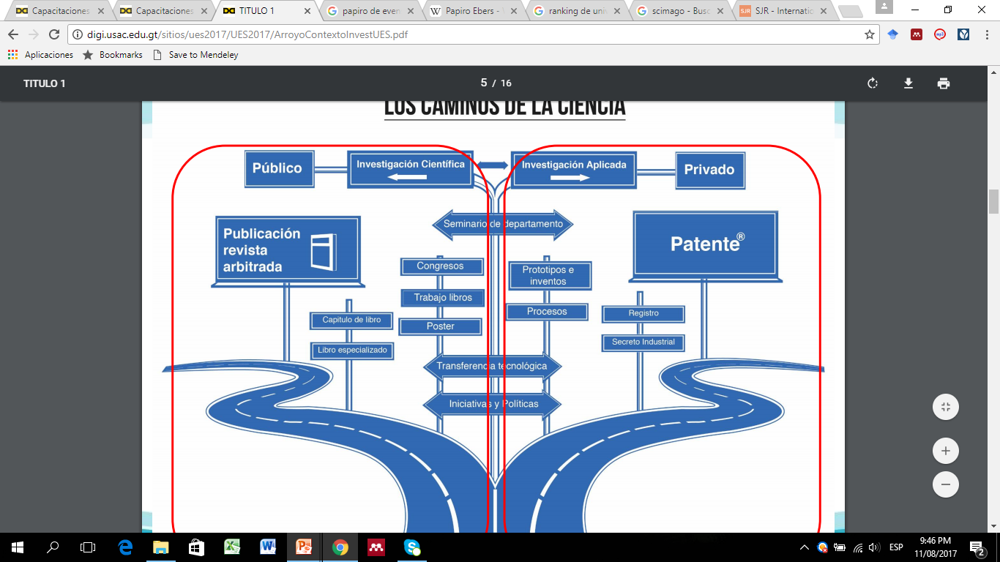 Capacitaciones
Capacitaciones
TITULO 1
papiro de even
Papiro Ebers -
ranking de uni
scimago - Busc
SJR - Internatio
digi.usac.edu.gt/sitios/ues2017/UES2017/ArroyoContextoInvestUES.pdf
Aplicaciones
Bookmarks
Save to Mendeley
TITULO 1
5 / 16
LOS CAMINOS DE LA CIENCIA
Público
Investigación Científica
Investigación Aplicada
Privado
Seminario de departamento
Publicación
revista
arbitrada
Patente®
Congresos
Trabajo libros
Poster
Prototipos e
inventos
Procesos
Capitulo de libro
Libro especializado
Registro
Secreto Industrial
Transferencia tecnológica
Iniciativas y Políticas
ESP
9:46 PM
11/08/2017
2